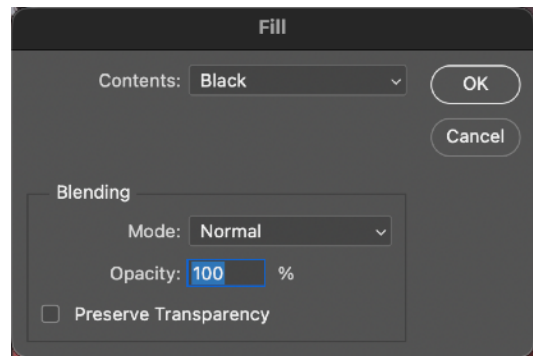 Fill
Contents: Black
OK
Cancel
Blending
Mode: Normal
Opacity: 100 %
Preserve Transparency